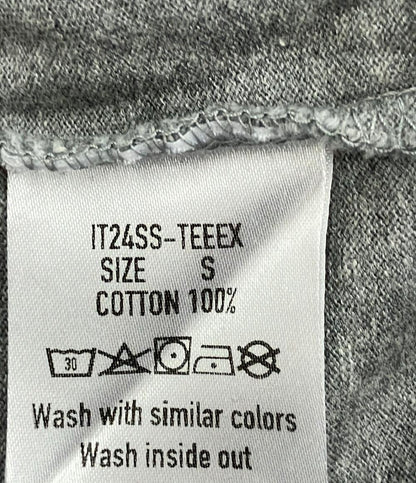 IT24SS-TEEEX
SIZE S
COTTON 100%
30
Wash with similar colors
Wash inside out